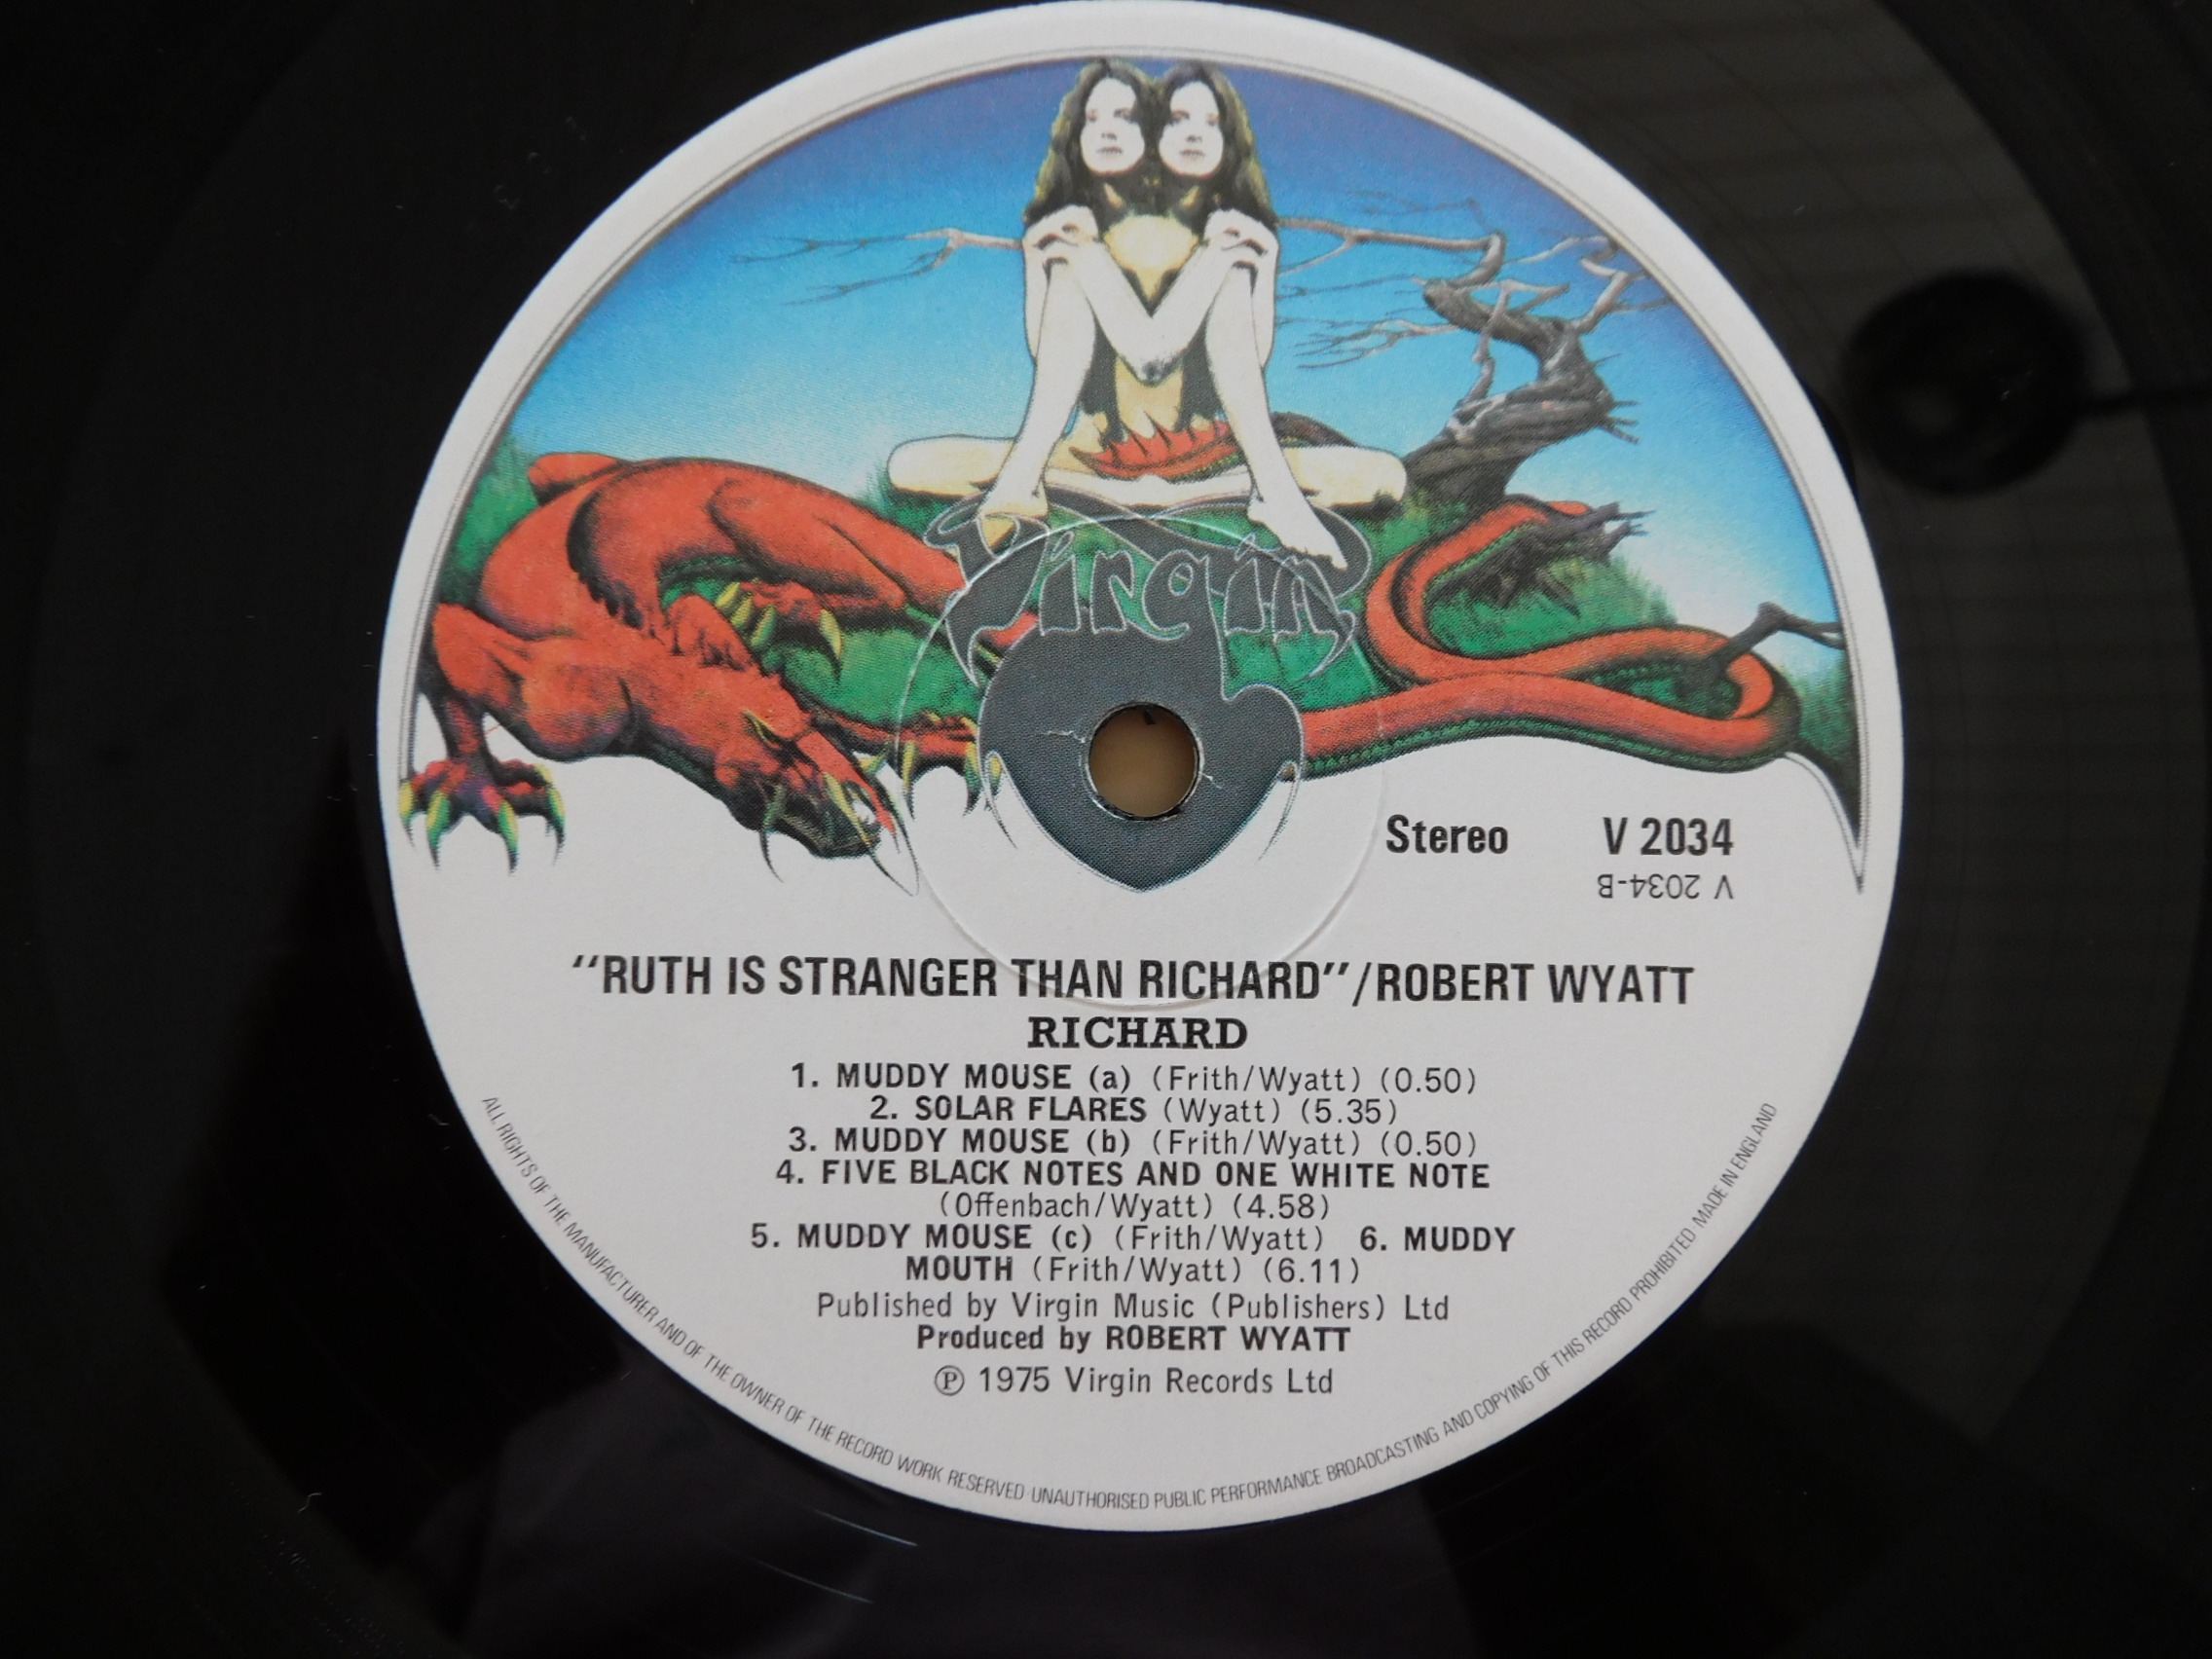 Virgin
Stereo V 2034
V 2034-B
"RUTH IS STRANGER THAN RICHARD"/ROBERT WYATT
RICHARD
1. MUDDY MOUSE (a) (Frith/Wyatt) (0.50)
2. SOLAR FLARES (Wyatt) (5.35)
3. MUDDY MOUSE (b) (Frith/Wyatt) (0.50)
4. FIVE BLACK NOTES AND ONE WHITE NOTE
(Offenbach/Wyatt) (4.58)
5. MUDDY MOUSE (c) (Frith/Wyatt) 6. MUDDY
MOUTH (Frith/Wyatt) (6.11)
Published by Virgin Music (Publishers) Ltd
Produced by ROBERT WYATT
℗ 1975 Virgin Records Ltd
ALL RIGHTS OF THE MANUFACTURER AND OF THE OWNER OF THE RECORD WORK RESERVED·UNAUTHORISED PUBLIC PERFORMANCE BROADCASTING AND COPYING OF THIS RECORD PROHIBITED MADE IN ENGLAND